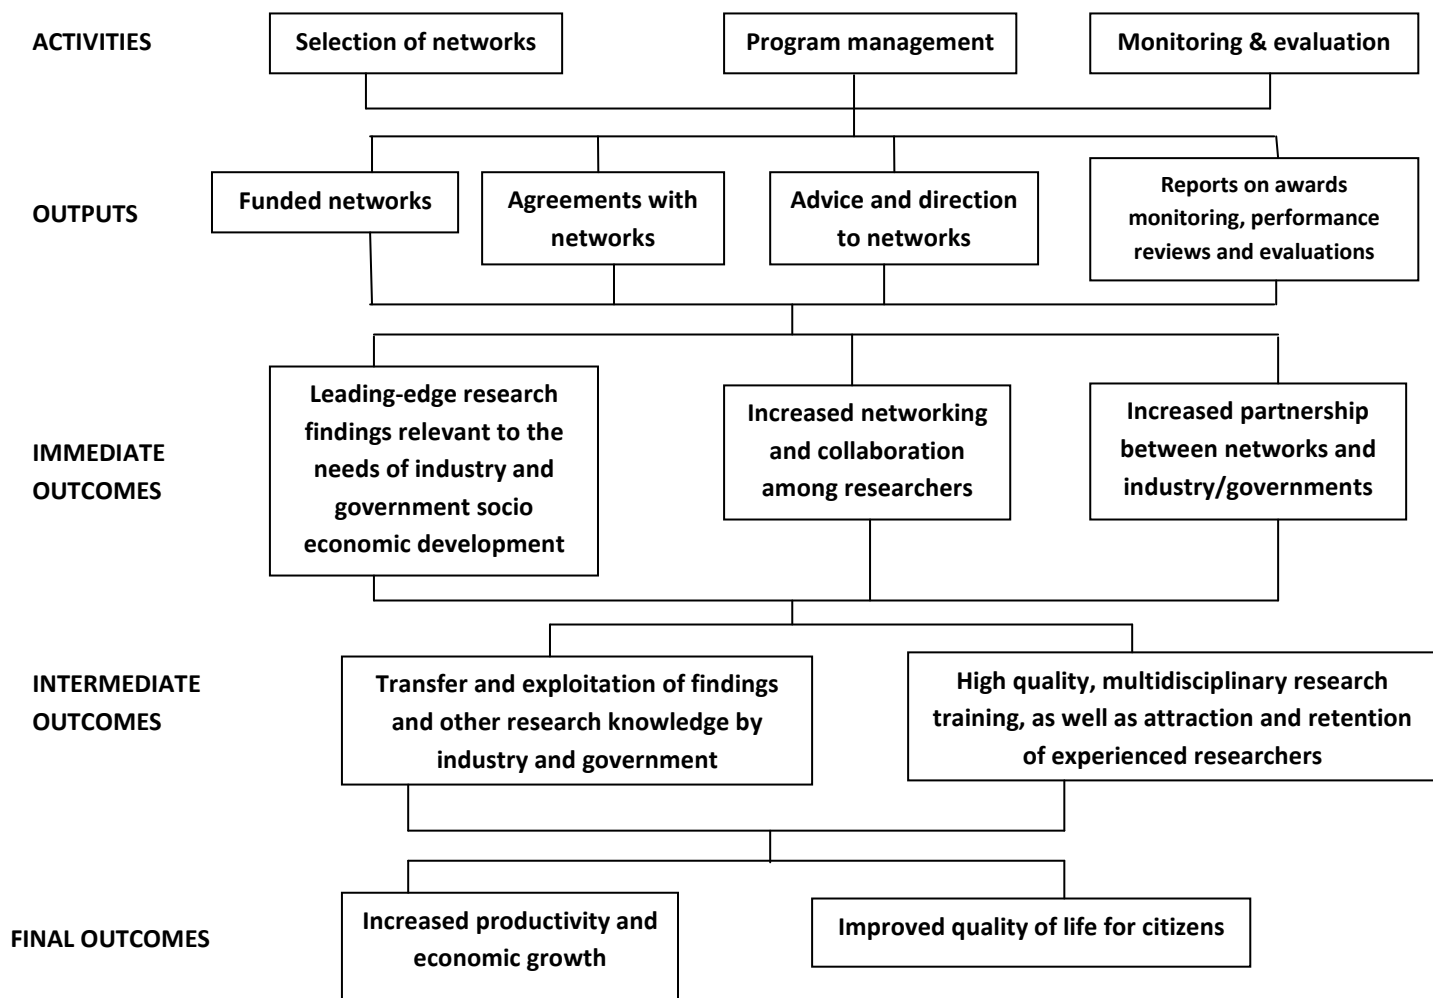 ACTIVITIES
Selection of networks
Program management
Monitoring & evaluation
OUTPUTS
Funded networks
Agreements with
networks
Advice and direction
to networks
Reports on awards
monitoring, performance
reviews and evaluations
IMMEDIATE
OUTCOMES
Leading-edge research
findings relevant to the
needs of industry and
government socio
economic development
Increased networking
and collaboration
among researchers
Increased partnership
between networks and
industry/governments
INTERMEDIATE
OUTCOMES
Transfer and exploitation of findings
and other research knowledge by
industry and government
High quality, multidisciplinary research
training, as well as attraction and retention
of experienced researchers
FINAL OUTCOMES
Increased productivity and
economic growth
Improved quality of life for citizens